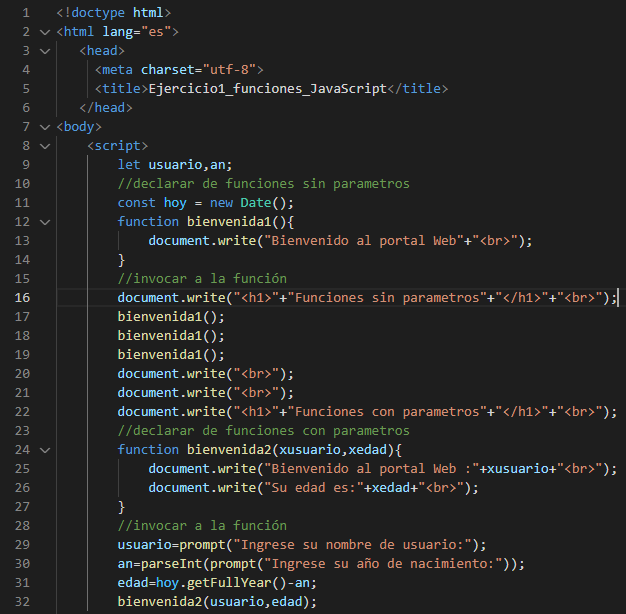 1 <!doctype html>
2 <html lang="es">
3 <head>
4 <meta charset="utf-8">
5 <title>Ejercicio1_funciones_JavaScript</title>
6 </head>
7 <body>
8 <script>
9 let usuario,an;
10 //declarar de funciones sin parametros
11 const hoy = new Date();
12 function bienvenida1(){
13 document.write("Bienvenido al portal Web"+"<br>");
14 }
15 //invocar a la función
16 document.write("<h1>"+"Funciones sin parametros"+"</h1>"+"<br>");
17 bienvenida1();
18 bienvenida1();
19 bienvenida1();
20 document.write("<br>");
21 document.write("<br>");
22 document.write("<h1>"+"Funciones con parametros"+"</h1>"+"<br>");
23 //declarar de funciones con parametros
24 function bienvenida2(xusuario,xedad){
25 document.write("Bienvenido al portal Web :"+xusuario+"<br>");
26 document.write("Su edad es:"+xedad+"<br>");
27 }
28 //invocar a la función
29 usuario=prompt("Ingrese su nombre de usuario:");
30 an=parseInt(prompt("Ingrese su año de nacimiento:"));
31 edad=hoy.getFullYear()-an;
32 bienvenida2(usuario,edad);